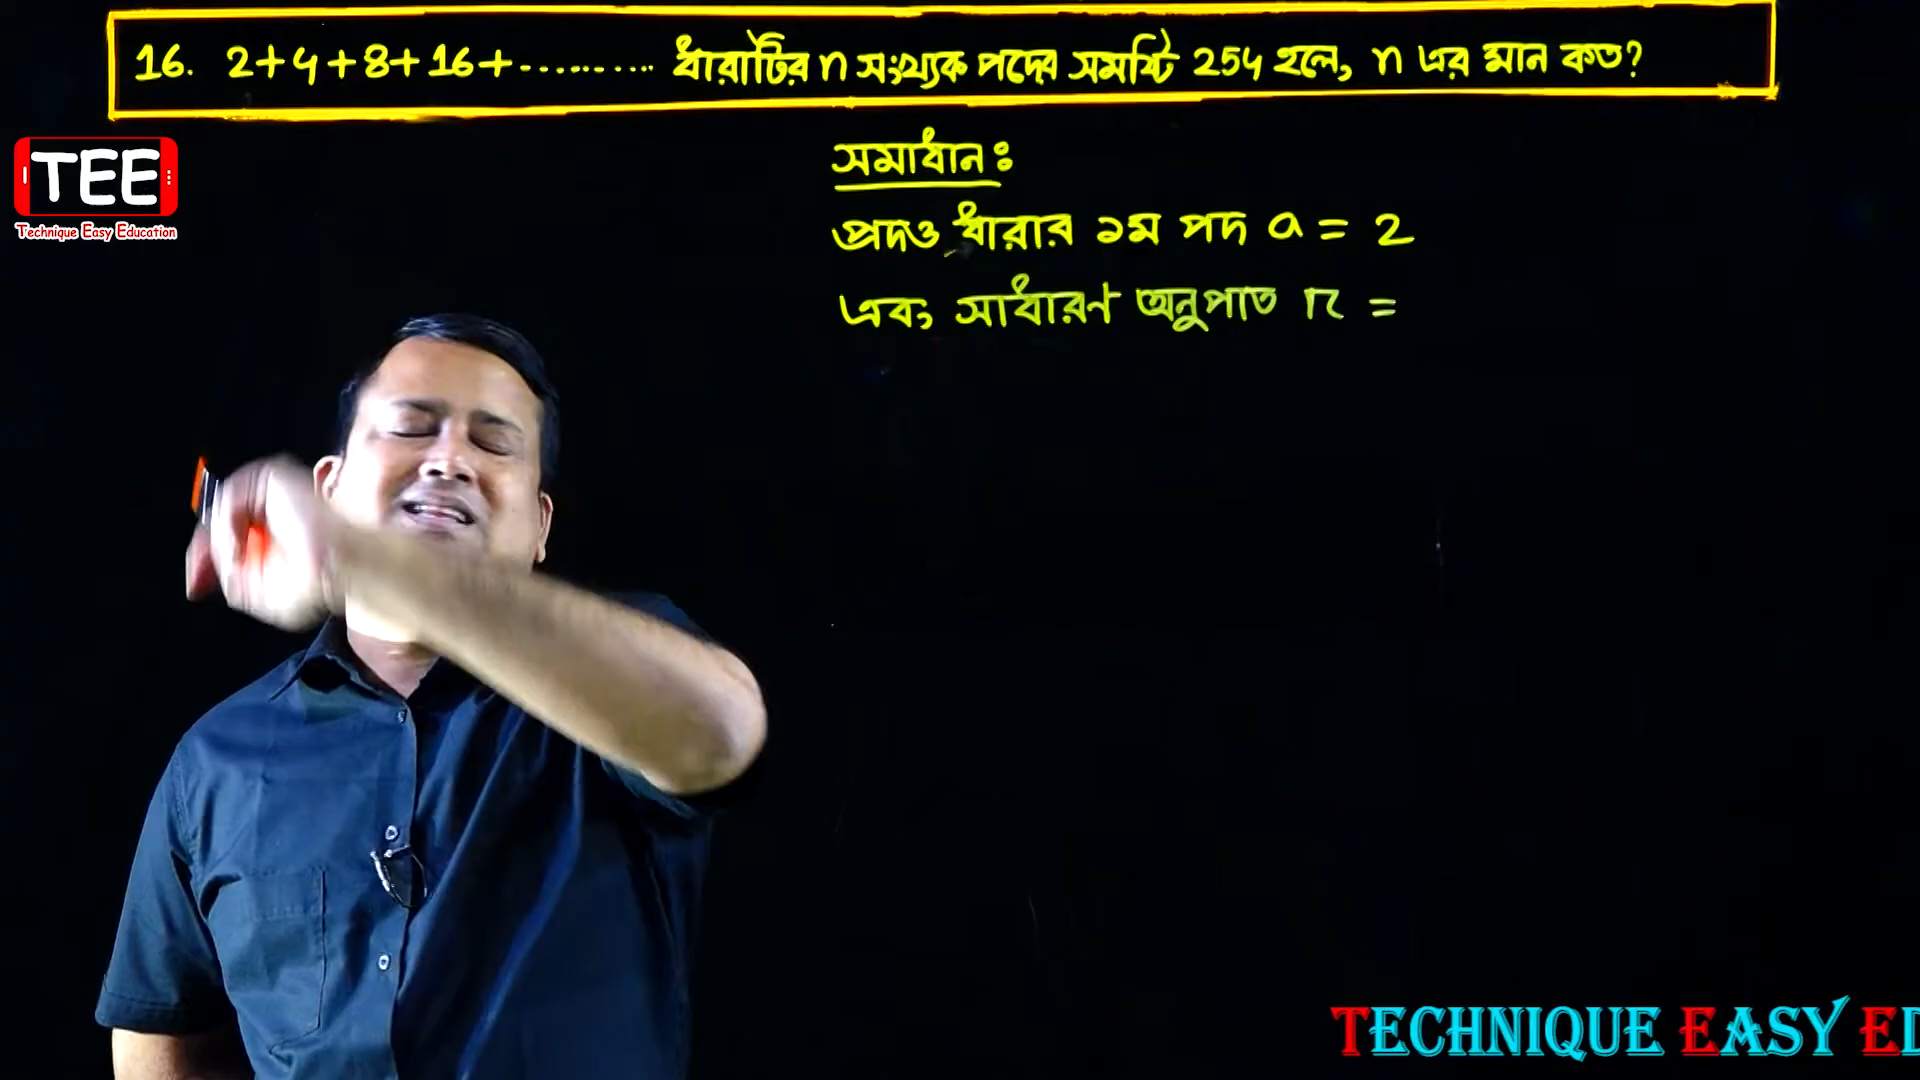 16. 2+4+8+16+.......... ধারাটির n সংখ্যক পদের সমষ্টি 254 হলে, n এর মান কত?
TEE
Technique Easy Education
সমাধান ঃ
প্রদত্ত ধারার ১ম পদ a = 2
এবং সাধারণ অনুপাত r =
TECHNIQUE EASY ED